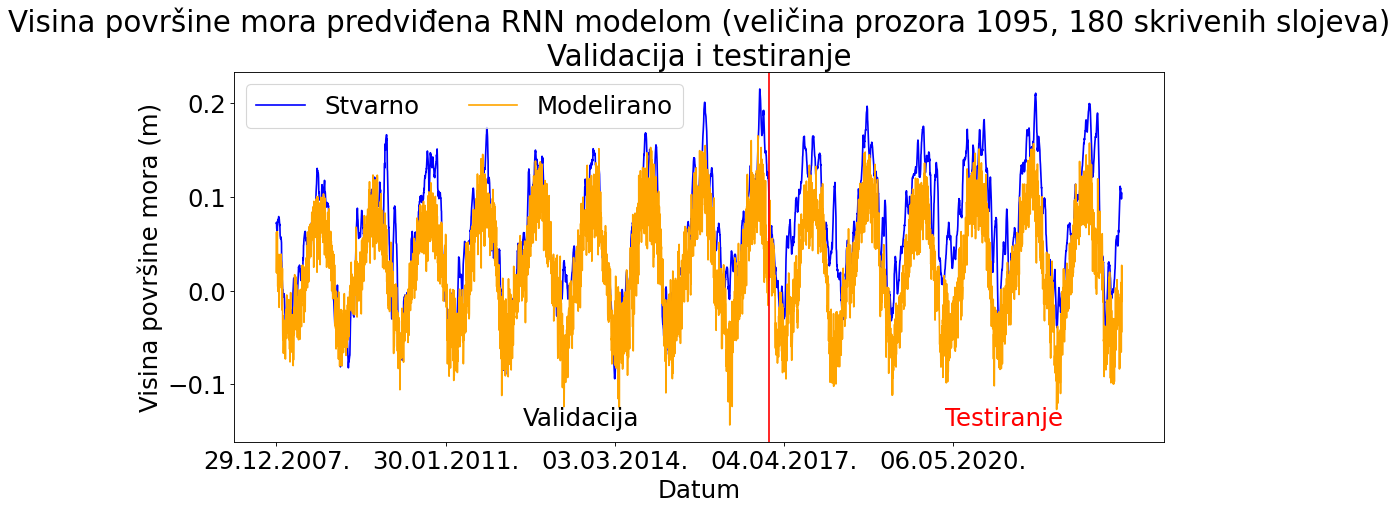 Visina površine mora predviđena RNN modelom (veličina prozora 1095, 180 skrivenih slojeva)
Validacija i testiranje
Stvarno
Modelirano
Visina površine mora (m)
0.2
0.1
0.0
−0.1
Validacija
Testiranje
29.12.2007.
30.01.2011.
03.03.2014.
04.04.2017.
06.05.2020.
Datum